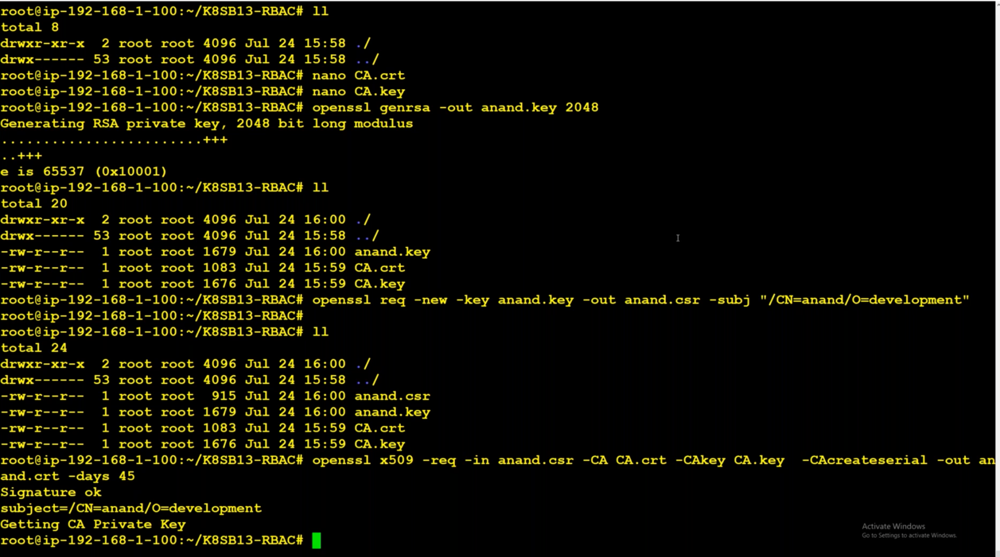 root@ip-192-168-1-100:~/K8SB13-RBAC# ll
total 8
drwxr-xr-x  2 root root 4096 Jul 24 15:58 ./
drwx------ 53 root root 4096 Jul 24 15:58 ../
root@ip-192-168-1-100:~/K8SB13-RBAC# nano CA.crt
root@ip-192-168-1-100:~/K8SB13-RBAC# nano CA.key
root@ip-192-168-1-100:~/K8SB13-RBAC# openssl genrsa -out anand.key 2048
Generating RSA private key, 2048 bit long modulus
........................+++
..+++
e is 65537 (0x10001)
root@ip-192-168-1-100:~/K8SB13-RBAC# ll
total 20
drwxr-xr-x  2 root root 4096 Jul 24 16:00 ./
drwx------ 53 root root 4096 Jul 24 15:58 ../
-rw-r--r--  1 root root 1679 Jul 24 16:00 anand.key
-rw-r--r--  1 root root 1083 Jul 24 15:59 CA.crt
-rw-r--r--  1 root root 1676 Jul 24 15:59 CA.key
root@ip-192-168-1-100:~/K8SB13-RBAC# openssl req -new -key anand.key -out anand.csr -subj "/CN=anand/O=development"
root@ip-192-168-1-100:~/K8SB13-RBAC#
root@ip-192-168-1-100:~/K8SB13-RBAC# ll
total 24
drwxr-xr-x  2 root root 4096 Jul 24 16:00 ./
drwx------ 53 root root 4096 Jul 24 15:58 ../
-rw-r--r--  1 root root  915 Jul 24 16:00 anand.csr
-rw-r--r--  1 root root 1679 Jul 24 16:00 anand.key
-rw-r--r--  1 root root 1083 Jul 24 15:59 CA.crt
-rw-r--r--  1 root root 1676 Jul 24 15:59 CA.key
root@ip-192-168-1-100:~/K8SB13-RBAC# openssl x509 -req -in anand.csr -CA CA.crt -CAkey CA.key  -CAcreateserial -out an
and.crt -days 45
Signature ok
subject=/CN=anand/O=development
Getting CA Private Key
root@ip-192-168-1-100:~/K8SB13-RBAC#
Activate Windows
Go to Settings to activate Windows.